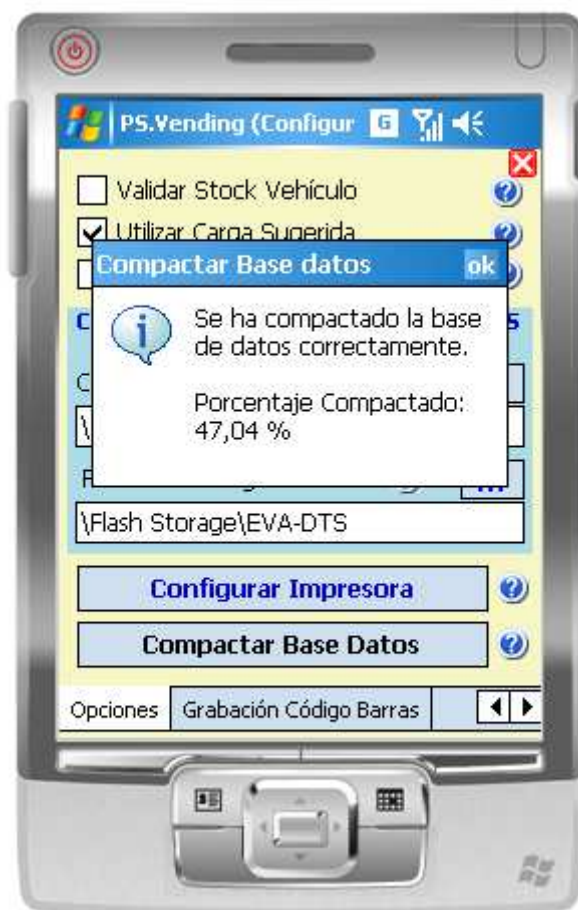 PS.Vending (Configur
G
Validar Stock Vehículo
Utilizar Carga Sugerida
Compactar Base datos
ok
Se ha compactado la base
de datos correctamente.
Porcentaje Compactado:
47,04 %
\Flash Storage\EVA-DTS
Configurar Impresora
Compactar Base Datos
Opciones
Grabación Código Barras